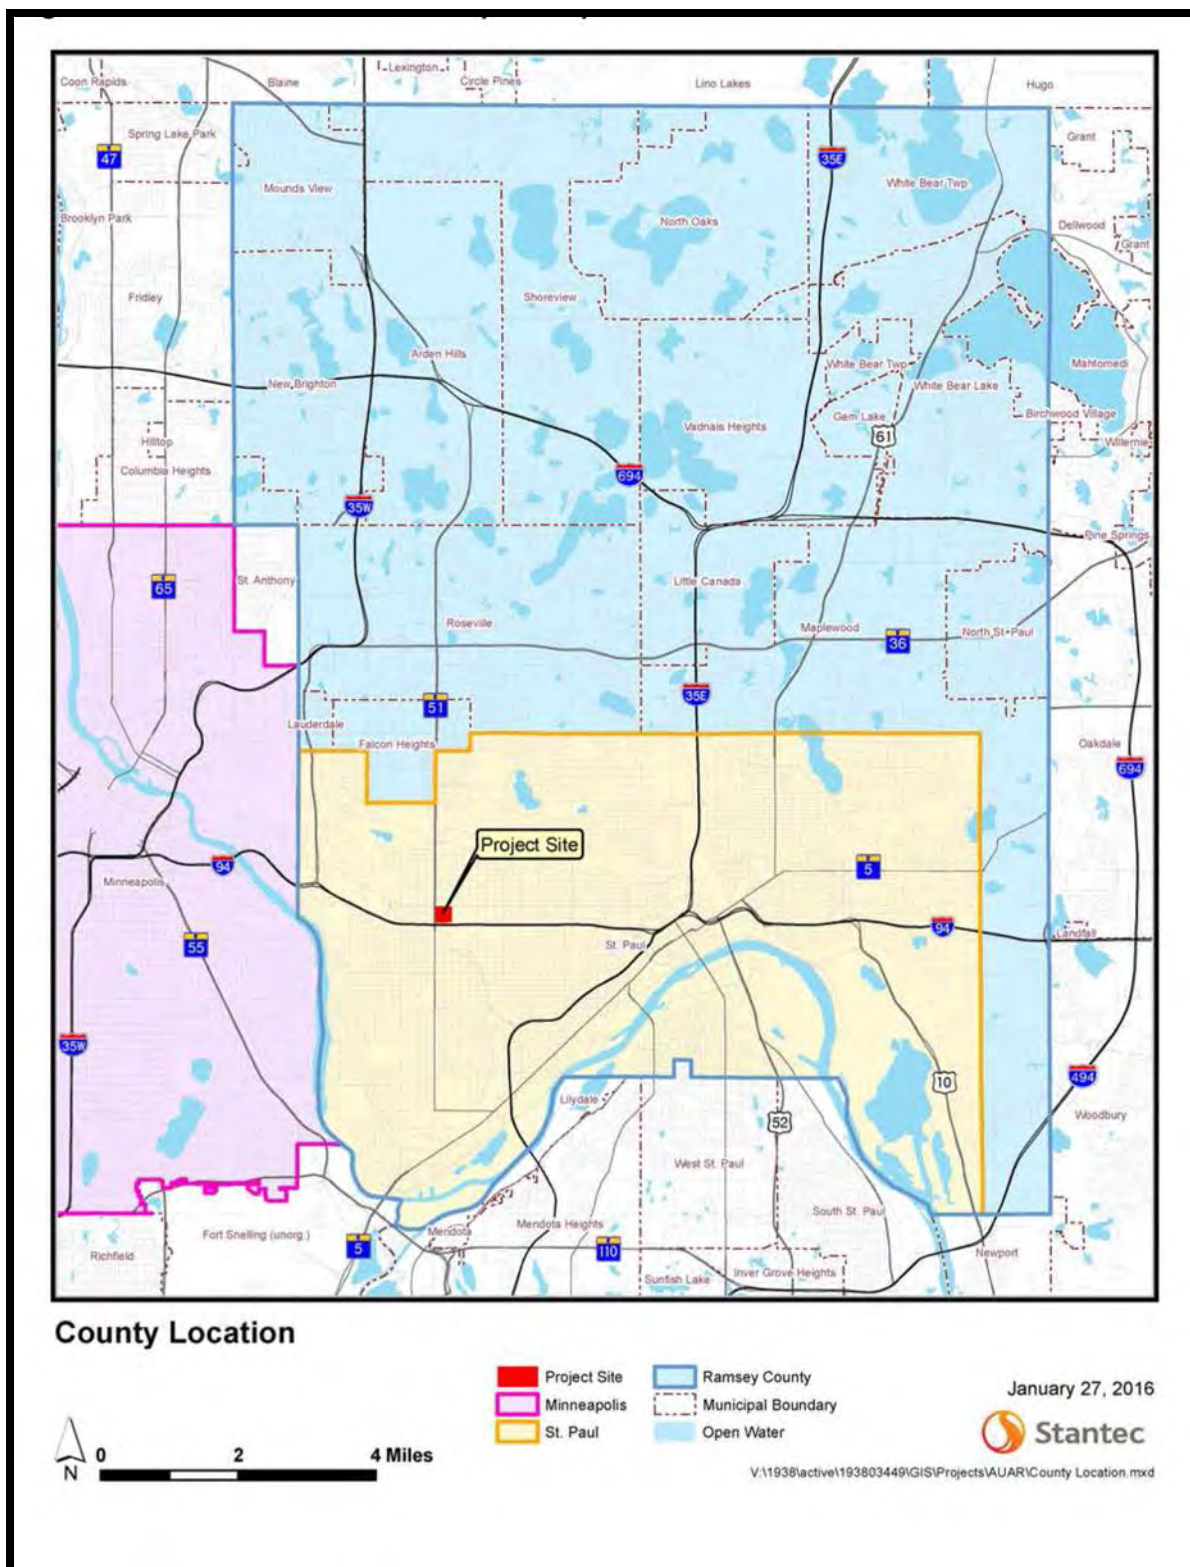 Coon Rapids
Blaine
Lexington
Circle Pines
Lino Lakes
Hugo
Spring Lake Park
47
35E
Grant
Mounds View
White Bear Twp
Brooklyn Park
North Oaks
Dellwood
Grant
Fridley
Shoreview
Arden Hills
White Bear Twp
Mahtomedi
New Brighton
White Bear Lake
Gem Lake
Birchwood Village
Vadnais Heights
61
Hilltop
Willernie
Columbia Heights
694
35W
Pine Springs
65
St. Anthony
Little Canada
Roseville
Maplewood
North St. Paul
36
35E
51
Lauderdale
Falcon Heights
Oakdale
694
Project Site
94
5
Minneapolis
94
Landfall
55
St. Paul
35W
494
10
Lilydale
Woodbury
52
West St. Paul
South St. Paul
Mendota Heights
Mendota
Fort Snelling (unorg.)
5
110
Newport
Richfield
Inver Grove Heights
Sunfish Lake
County Location
Project Site
Ramsey County
Minneapolis
Municipal Boundary
St. Paul
Open Water
January 27, 2016
Stantec
N
0 2 4 Miles
V:\1938\active\193803449\GIS\Projects\AUAR\County Location.mxd